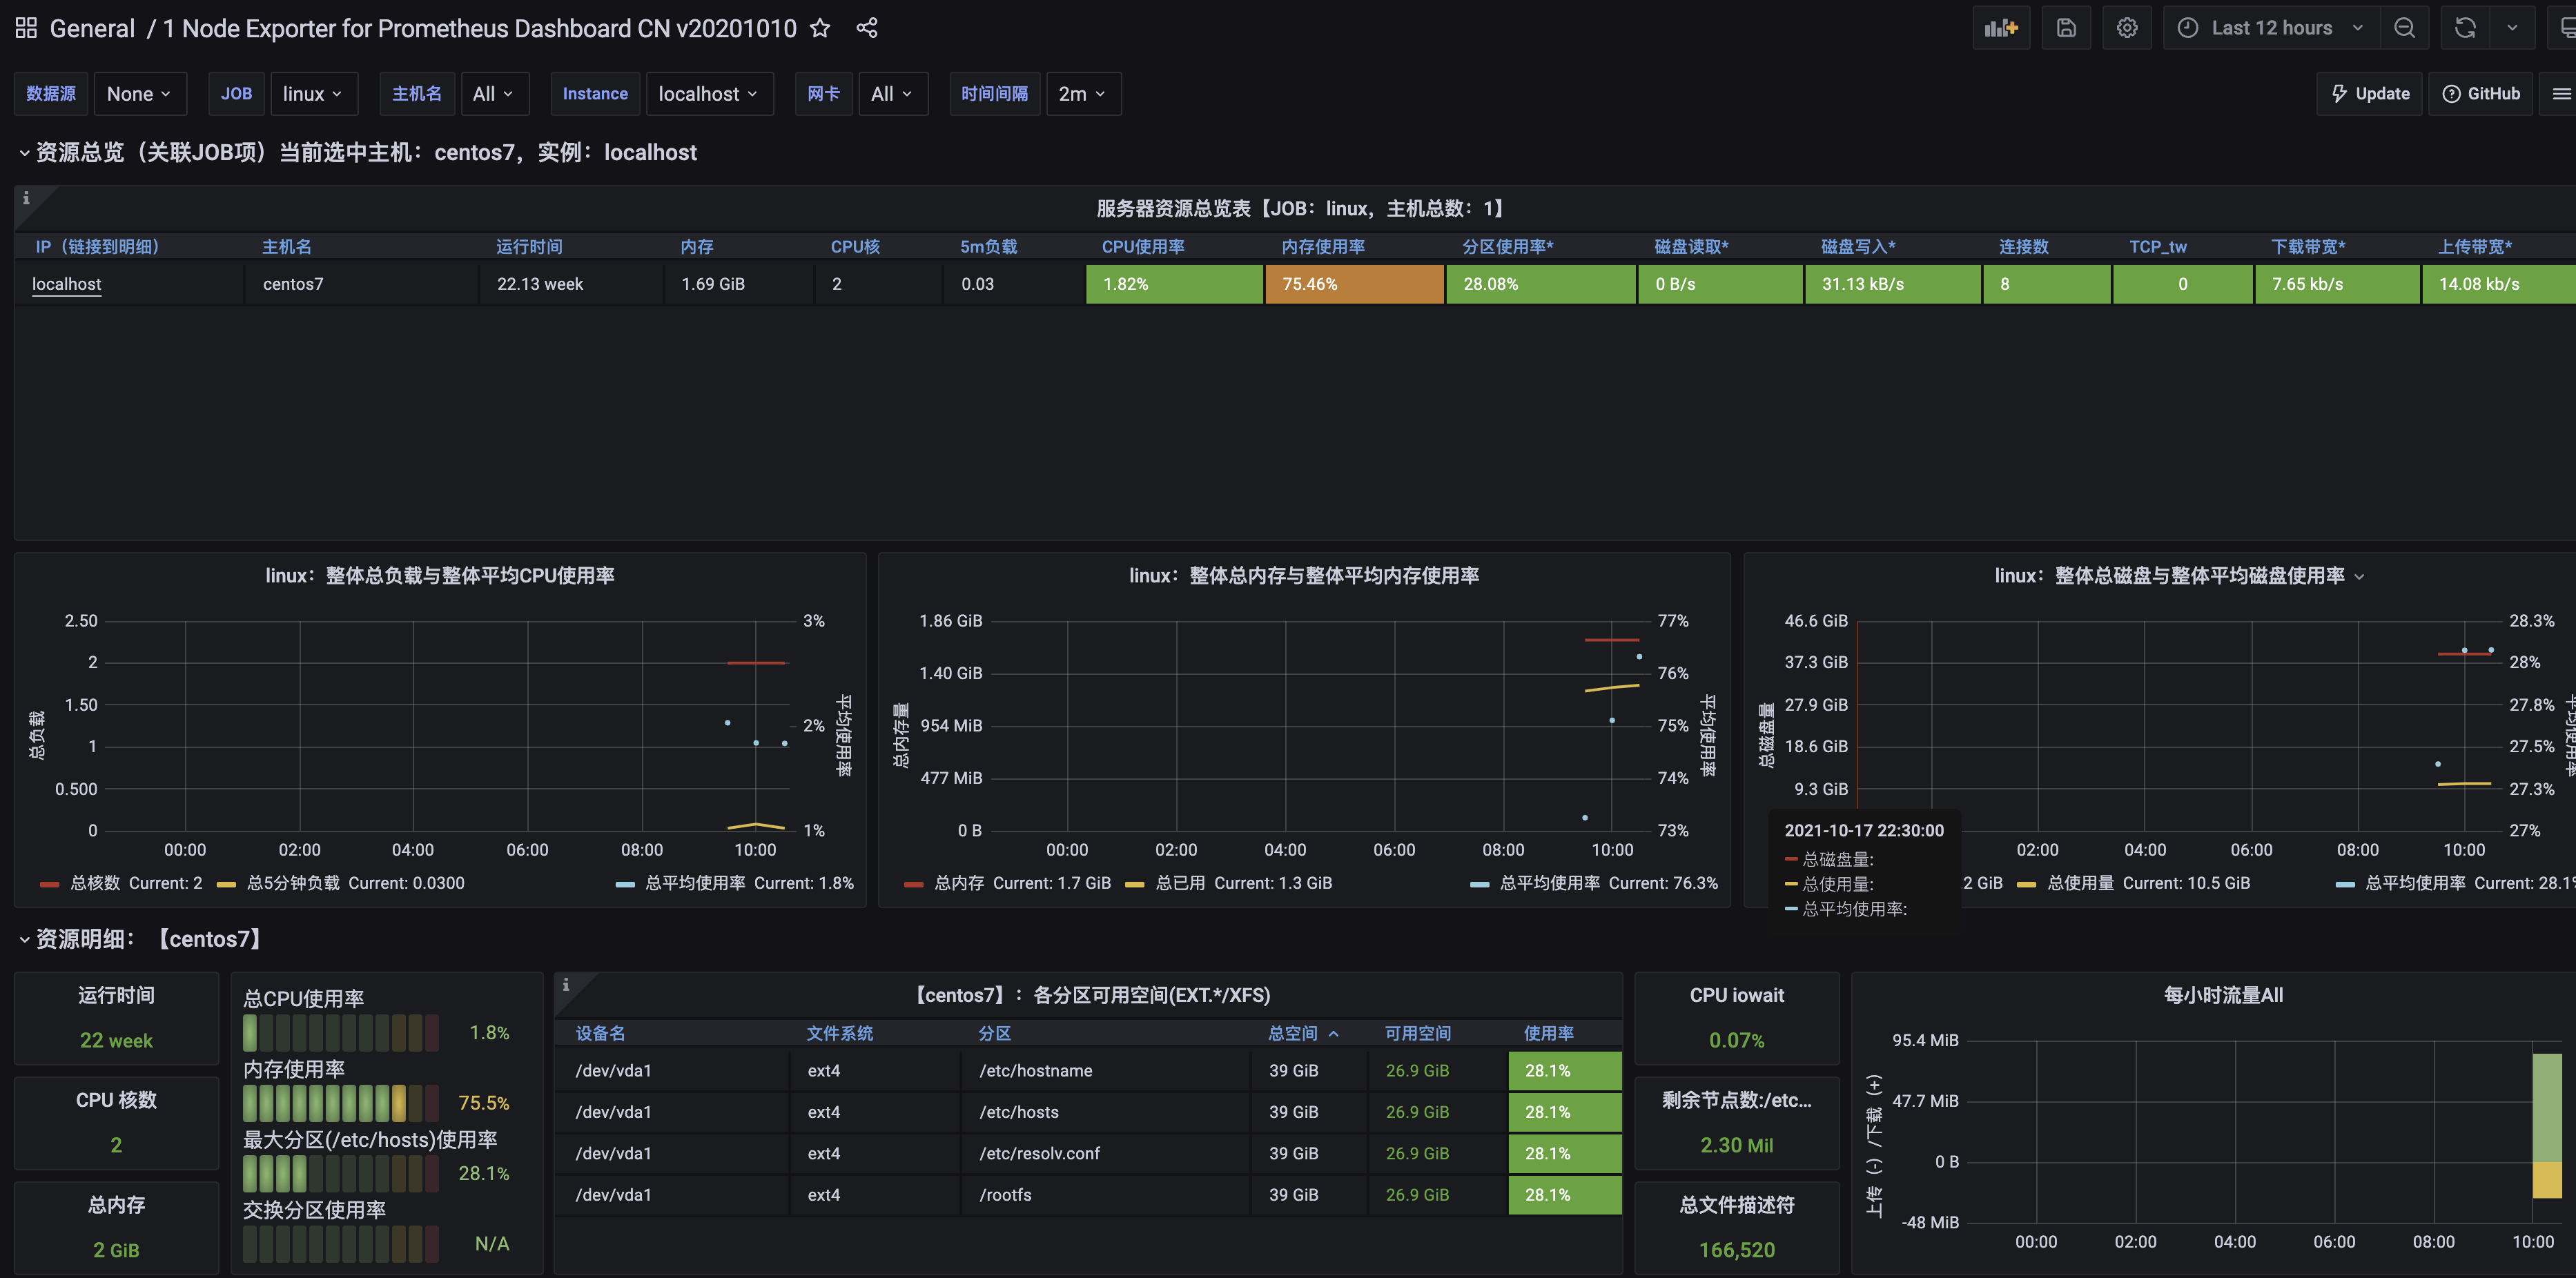 General / 1 Node Exporter for Prometheus Dashboard CN v20201010
Last 12 hours
数据源 None JOB linux 主机名 All Instance localhost 网卡 All 时间间隔 2m Update GitHub
资源总览（关联JOB项）当前选中主机：centos7，实例：localhost
服务器资源总览表【JOB：linux，主机总数：1】
IP（链接到明细） 主机名 运行时间 内存 CPU核 5m负载 CPU使用率 内存使用率 分区使用率* 磁盘读取* 磁盘写入* 连接数 TCP_tw 下载带宽* 上传带宽*
localhost centos7 22.13 week 1.69 GiB 2 0.03 1.82% 75.46% 28.08% 0 B/s 31.13 kB/s 8 0 7.65 kb/s 14.08 kb/s
linux：整体总负载与整体平均CPU使用率
2.50
2
1.50
1
0.500
0
3%
2%
1%
总负载
平均使用率
00:00 02:00 04:00 06:00 08:00 10:00
总核数 Current: 2 总5分钟负载 Current: 0.0300 总平均使用率 Current: 1.8%
linux：整体总内存与整体平均内存使用率
1.86 GiB
1.40 GiB
954 MiB
477 MiB
0 B
77%
76%
75%
74%
73%
总内存量
平均使用率
00:00 02:00 04:00 06:00 08:00 10:00
总内存 Current: 1.7 GiB 总已用 Current: 1.3 GiB 总平均使用率 Current: 76.3%
linux：整体总磁盘与整体平均磁盘使用率
46.6 GiB
37.3 GiB
27.9 GiB
18.6 GiB
9.3 GiB
28.3%
28%
27.8%
27.5%
27.3%
27%
总磁盘量
平均使用率
02:00 04:00 06:00 08:00 10:00
2021-10-17 22:30:00
总磁盘量:
总使用量:
总平均使用率:
2 GiB 总使用量 Current: 10.5 GiB 总平均使用率 Current: 28.1%
资源明细：【centos7】
运行时间
22 week
CPU 核数
2
总内存
2 GiB
总CPU使用率
1.8%
内存使用率
75.5%
最大分区(/etc/hosts)使用率
28.1%
交换分区使用率
N/A
【centos7】：各分区可用空间(EXT.*/XFS)
设备名 文件系统 分区 总空间 可用空间 使用率
/dev/vda1 ext4 /etc/hostname 39 GiB 26.9 GiB 28.1%
/dev/vda1 ext4 /etc/hosts 39 GiB 26.9 GiB 28.1%
/dev/vda1 ext4 /etc/resolv.conf 39 GiB 26.9 GiB 28.1%
/dev/vda1 ext4 /rootfs 39 GiB 26.9 GiB 28.1%
CPU iowait
0.07%
剩余节点数:/etc...
2.30 Mil
总文件描述符
166,520
每小时流量All
95.4 MiB
47.7 MiB
0 B
-48 MiB
上传（-）/下载（+）
00:00 02:00 04:00 06:00 08:00 10:00